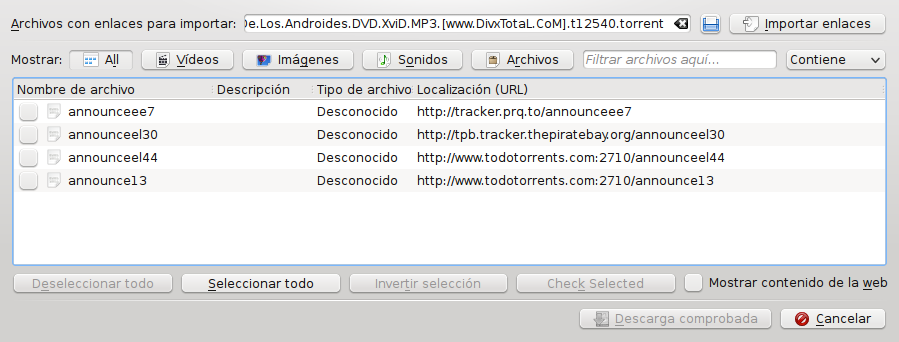 Archivos con enlaces para importar: De.Los.Androides.DVD.XviD.MP3.[www.DivxTotaL.CoM].t12540.torrent Importar enlaces
Mostrar: All Vídeos Imágenes Sonidos Archivos Filtrar archivos aquí... Contiene
Nombre de archivo Descripción Tipo de archivo Localización (URL)
announceee7 Desconocido http://tracker.prq.to/announceee7
announceel30 Desconocido http://tpb.tracker.thepiratebay.org/announceel30
announceel44 Desconocido http://www.todotorrents.com:2710/announceel44
announce13 Desconocido http://www.todotorrents.com:2710/announce13
Deseleccionar todo Seleccionar todo Invertir selección Check Selected Mostrar contenido de la web
Descarga comprobada Cancelar